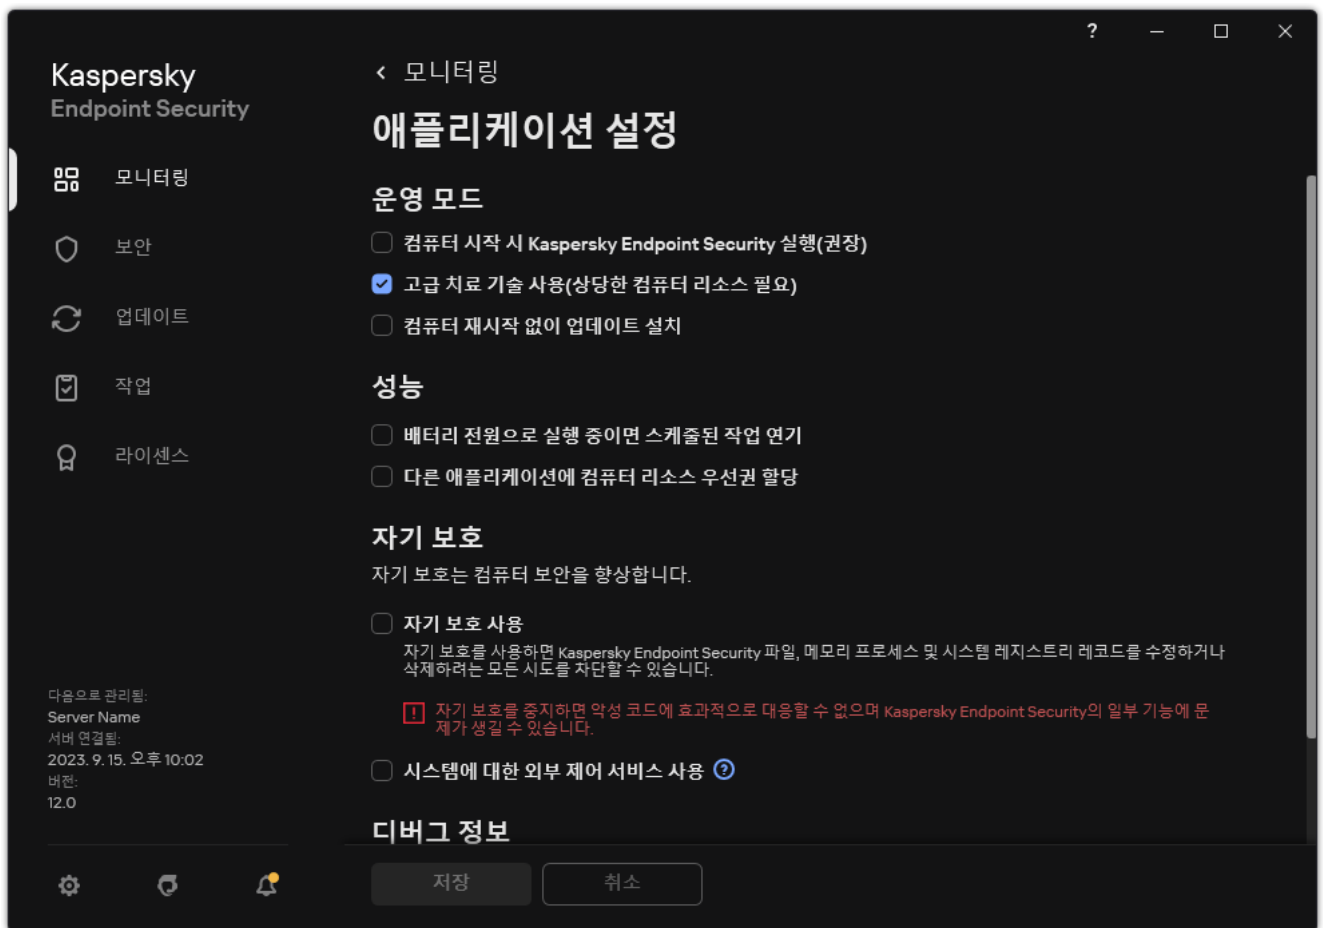 ?
Kaspersky
Endpoint Security
모니터링
보안
업데이트
작업
라이센스
다음으로 관리됨:
Server Name
서버 연결됨:
2023. 9. 15. 오후 10:02
버전:
12.0
모니터링
애플리케이션 설정
운영 모드
컴퓨터 시작 시 Kaspersky Endpoint Security 실행(권장)
고급 치료 기술 사용(상당한 컴퓨터 리소스 필요)
컴퓨터 재시작 없이 업데이트 설치
성능
배터리 전원으로 실행 중이면 스케줄된 작업 연기
다른 애플리케이션에 컴퓨터 리소스 우선권 할당
자기 보호
자기 보호는 컴퓨터 보안을 향상합니다.
자기 보호 사용
자기 보호를 사용하면 Kaspersky Endpoint Security 파일, 메모리 프로세스 및 시스템 레지스트리 레코드를 수정하거나
삭제하려는 모든 시도를 차단할 수 있습니다.
자기 보호를 중지하면 악성 코드에 효과적으로 대응할 수 없으며 Kaspersky Endpoint Security의 일부 기능에 문
제가 생길 수 있습니다.
시스템에 대한 외부 제어 서비스 사용 ?
디버그 정보
저장
취소